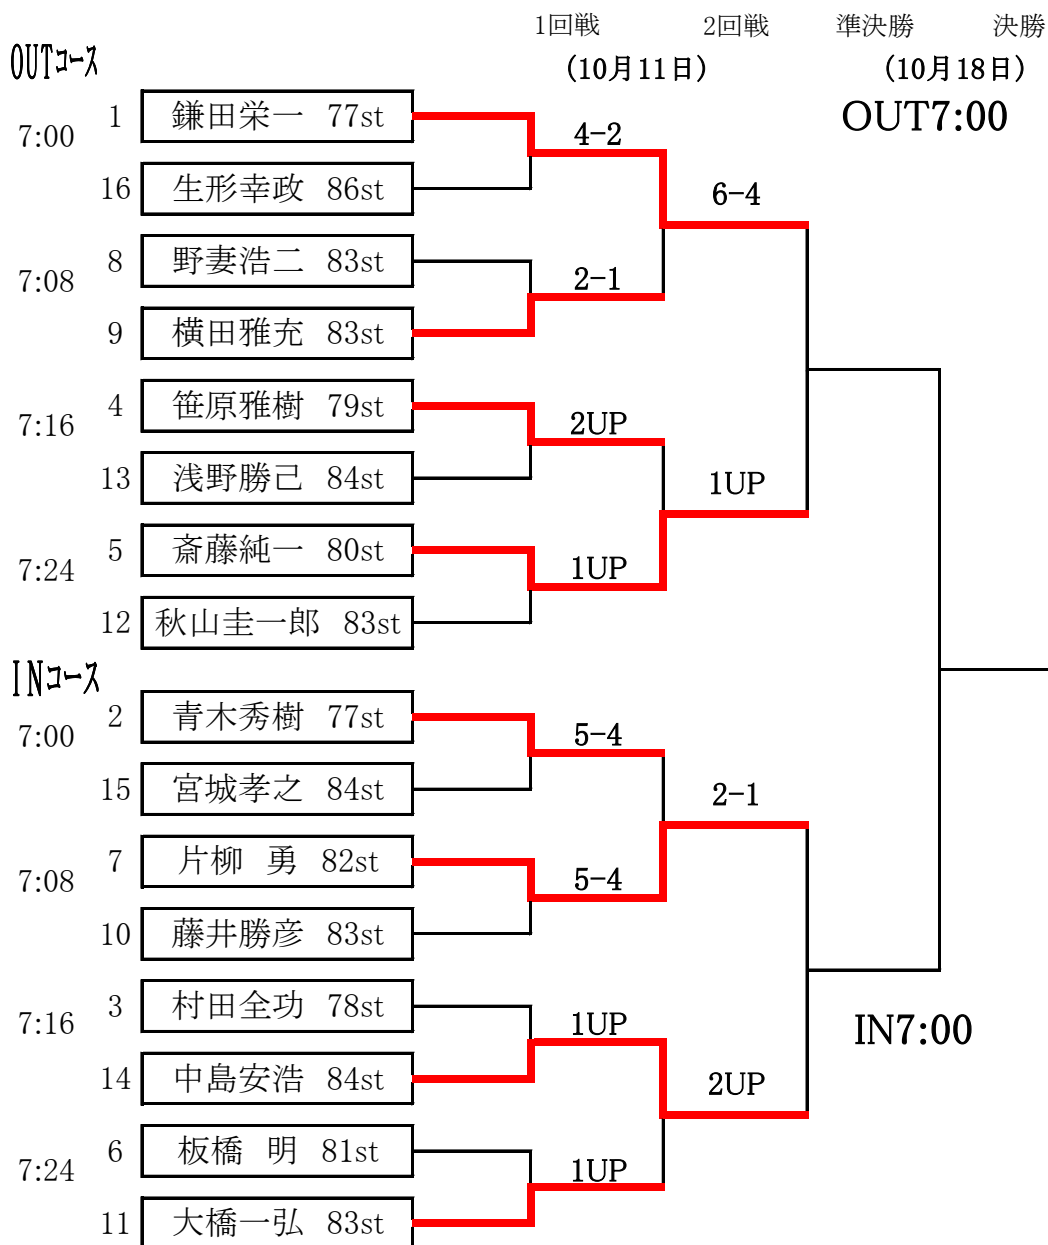 1回戦 2回戦 準決勝 決勝
OUTコース (10月11日) (10月18日)
OUT7:00
7:00
1 鎌田栄一 77st
4-2
16 生形幸政 86st
6-4
7:08
8 野妻浩二 83st
2-1
9 横田雅充 83st
7:16
4 笹原雅樹 79st
2UP
13 浅野勝己 84st
1UP
7:24
5 斎藤純一 80st
1UP
12 秋山圭一郎 83st
INコース
7:00
2 青木秀樹 77st
5-4
15 宮城孝之 84st
2-1
7:08
7 片柳 勇 82st
5-4
10 藤井勝彦 83st
7:16
3 村田全功 78st
1UP
IN7:00
14 中島安浩 84st
2UP
7:24
6 板橋 明 81st
1UP
11 大橋一弘 83st